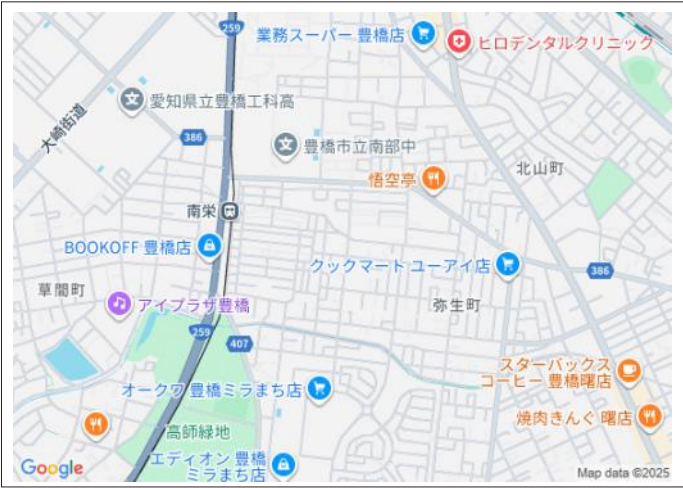 259
業務スーパー 豊橋店
ヒロデンタルクリニック
愛知県立豊橋工科高
大崎街道
386
豊橋市立南部中
北山町
悟空亭
南栄
BOOKOFF 豊橋店
クックマート ユーアイ店
386
草間町
アイプラザ豊橋
弥生町
259
407
スターバックス
コーヒー 豊橋曙店
オークワ 豊橋ミラまち店
焼肉きんぐ 曙店
高師緑地
エディオン 豊橋
ミラまち店
Google
Map data ©2025